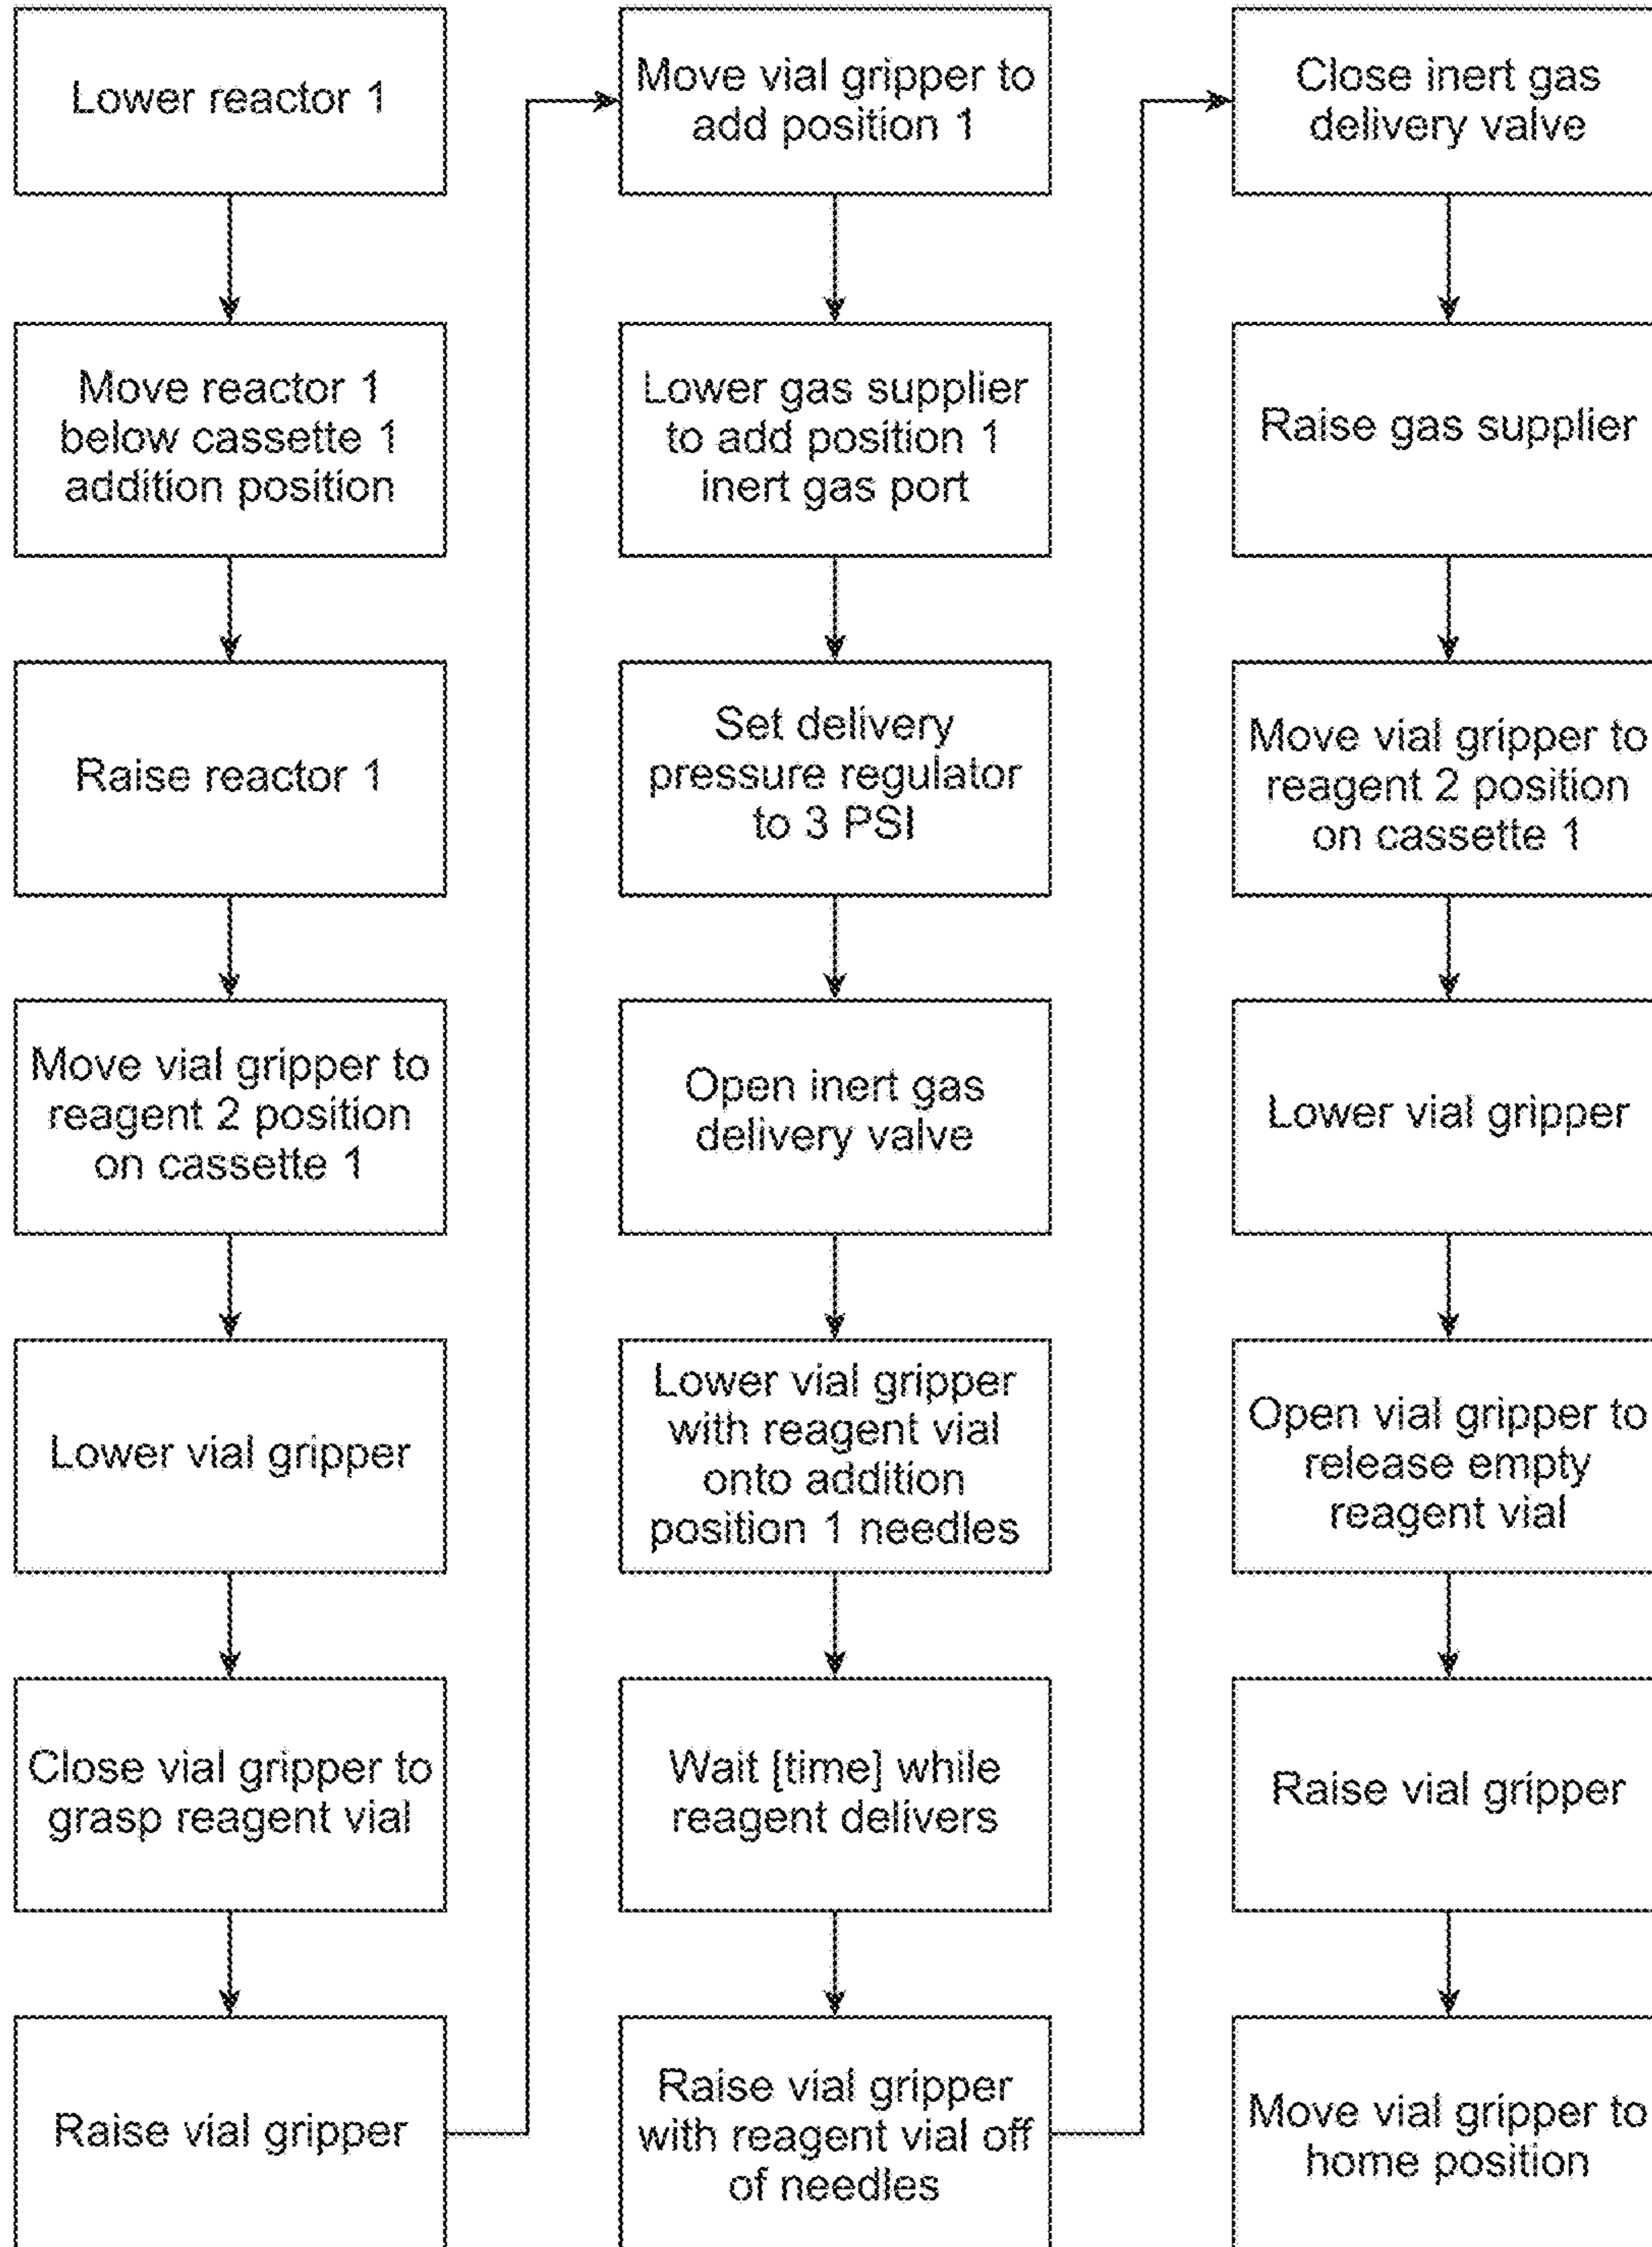 Lower reactor 1
Move reactor 1
below cassette 1
addition position
Raise reactor 1
Move vial gripper to
reagent 2 position
on cassette 1
Lower vial gripper
Close vial gripper to
grasp reagent vial
Raise vial gripper
Move vial gripper to
add position 1
Lower gas supplier
to add position 1
inert gas port
Set delivery
pressure regulator
to 3 PSI
Open inert gas
delivery valve
Lower vial gripper
with reagent vial
onto addition
position 1 needles
Wait [time] while
reagent delivers
Raise vial gripper
with reagent vial off
of needles
Close inert gas
delivery valve
Raise gas supplier
Move vial gripper to
reagent 2 position
on cassette 1
Lower vial gripper
Open vial gripper to
release empty
reagent vial
Raise vial gripper
Move vial gripper to
home position